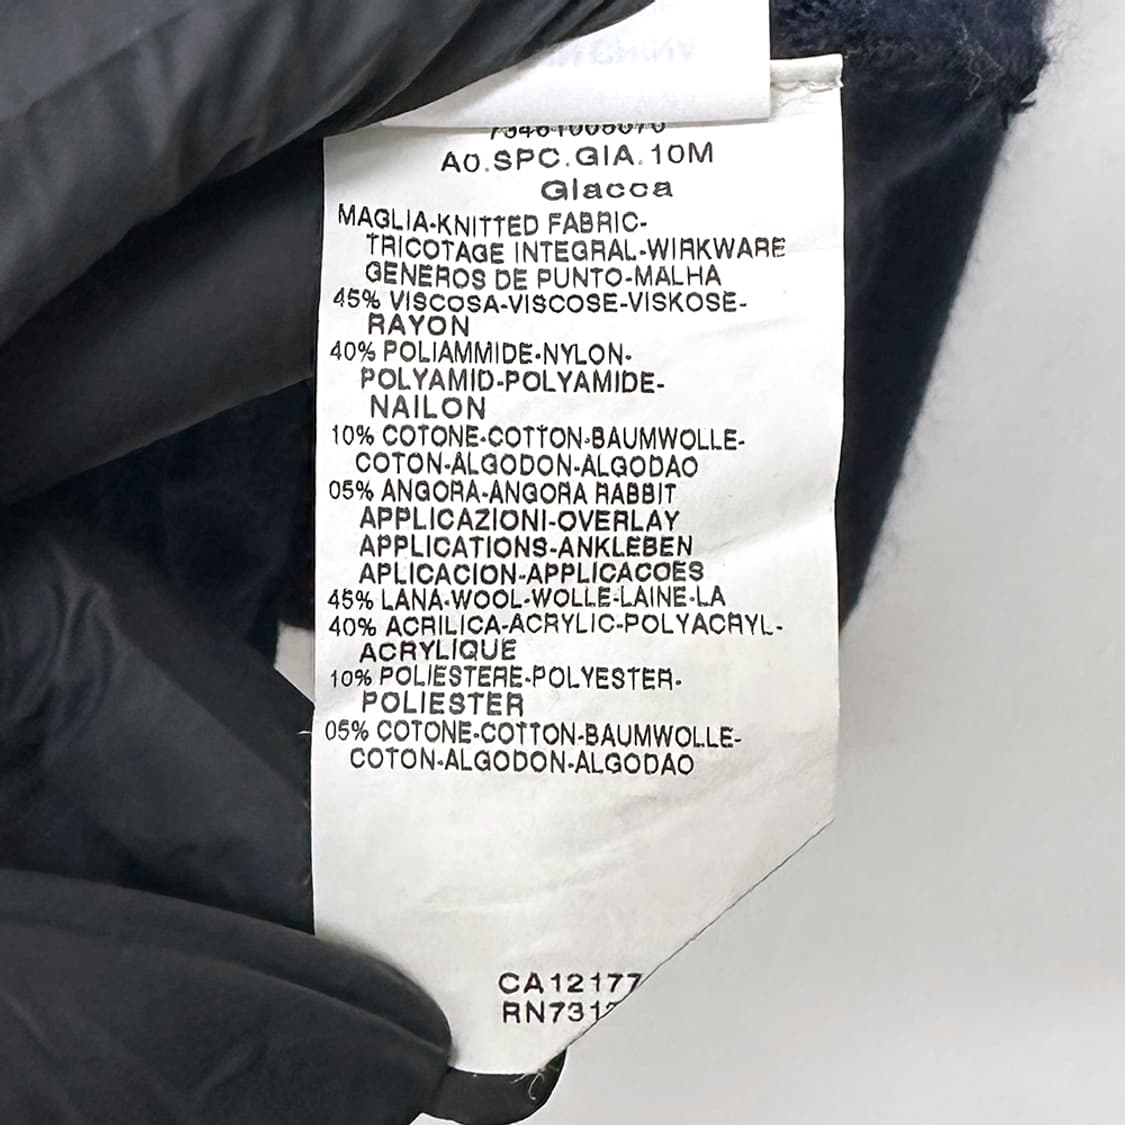 AO.SPC.GIA.10M
Giacca
MAGLIA-KNITTED FABRIC-
TRICOTAGE INTEGRAL-WIRKWARE
GENEROS DE PUNTO-MALHA
45% VISCOSA-VISCOSE-VISKOSE-
RAYON
40% POLIAMMIDE-NYLON-
POLYAMID-POLYAMIDE-
NAILON
10% COTONE-COTTON-BAUMWOLLE-
COTON-ALGODON-ALGODAO
05% ANGORA-ANGORA RABBIT
APPLICAZIONI-OVERLAY
APPLICATIONS-ANKLEBEN
APLICACION-APPLICACOES
45% LANA-WOOL-WOLLE-LAINE-LA
40% ACRILICA-ACRYLIC-POLYACRYL-
ACRYLIQUE
10% POLIESTERE-POLYESTER-
POLIESTER
05% COTONE-COTTON-BAUMWOLLE-
COTON-ALGODON-ALGODAO
CA12177